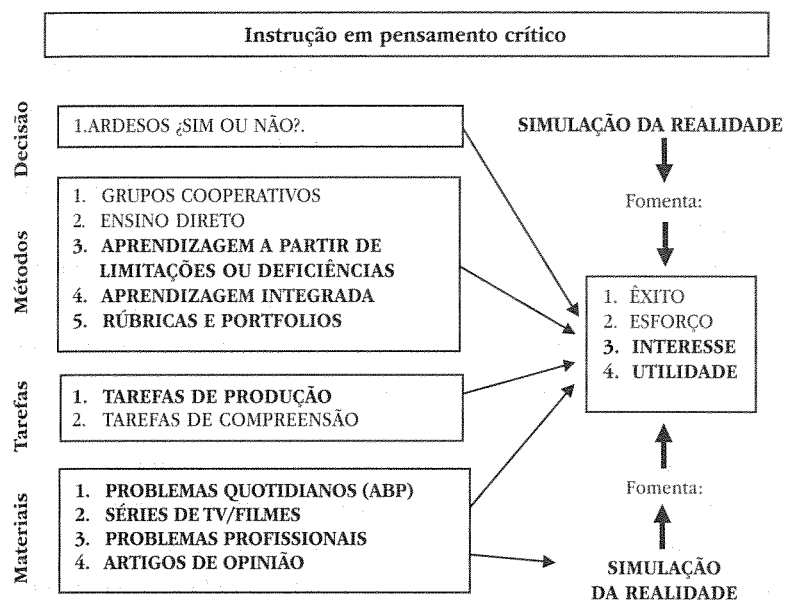 Instrução em pensamento crítico
Decisão
1.ARDESOS ¿SIM OU NÃO?.
SIMULAÇÃO DA REALIDADE
Fomenta:
Métodos
1. GRUPOS COOPERATIVOS
2. ENSINO DIRETO
3. APRENDIZAGEM A PARTIR DE
LIMITAÇÕES OU DEFICIÊNCIAS
4. APRENDIZAGEM INTEGRADA
5. RÚBRICAS E PORTFOLIOS
1. ÊXITO
2. ESFORÇO
3. INTERESSE
4. UTILIDADE
Tarefas
1. TAREFAS DE PRODUÇÃO
2. TAREFAS DE COMPREENSÃO
Materiais
1. PROBLEMAS QUOTIDIANOS (ABP)
2. SÉRIES DE TV/FILMES
3. PROBLEMAS PROFISSIONAIS
4. ARTIGOS DE OPINIÃO
Fomenta:
SIMULAÇÃO
DA REALIDADE